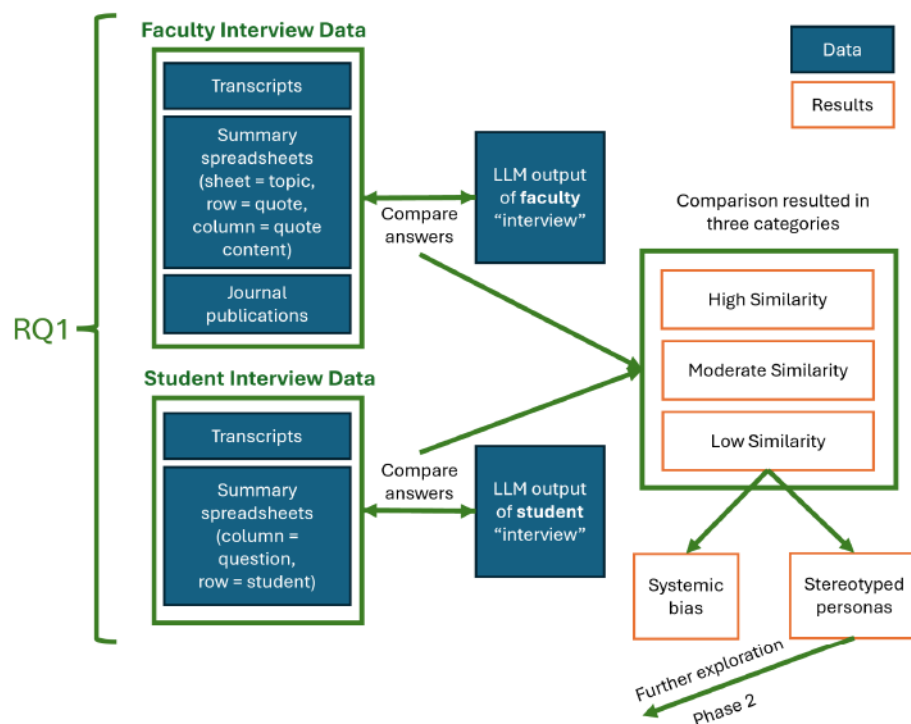 Faculty Interview Data
Transcripts
Summary
spreadsheets
(sheet = topic,
row = quote,
column = quote
content)
Journal
publications
Compare
answers
LLM output
of faculty
“interview”
Data
Results
Comparison resulted in
three categories
High Similarity
Moderate Similarity
Low Similarity
RQ1
Student Interview Data
Transcripts
Summary
spreadsheets
(column =
question,
row = student)
Compare
answers
LLM output
of student
“interview”
Systemic
bias
Stereotyped
personas
Further exploration
Phase 2